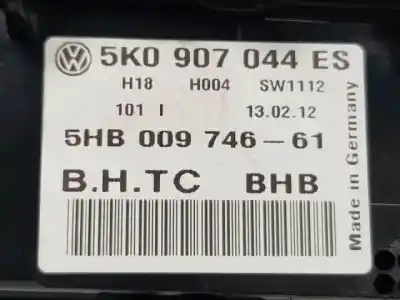 5K0 907 044 ES
H18 H004 SW1112
101 I 13.02.12
5HB 009 746-61
B.H.TC BHB
Made in Germany